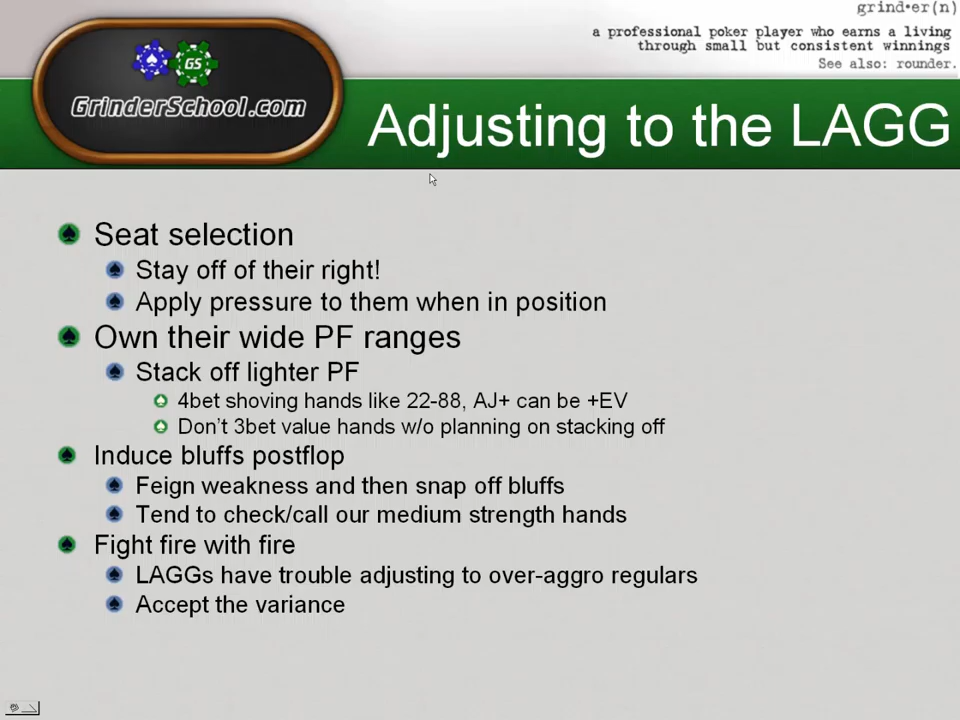 grind•er(n)
a professional poker player who earns a living
through small but consistent winnings
See also: rounder.
GS
GrinderSchool.com
Adjusting to the LAGG
Seat selection
Stay off of their right!
Apply pressure to them when in position
Own their wide PF ranges
Stack off lighter PF
4bet shoving hands like 22-88, AJ+ can be +EV
Don't 3bet value hands w/o planning on stacking off
Induce bluffs postflop
Feign weakness and then snap off bluffs
Tend to check/call our medium strength hands
Fight fire with fire
LAGGs have trouble adjusting to over-aggro regulars
Accept the variance